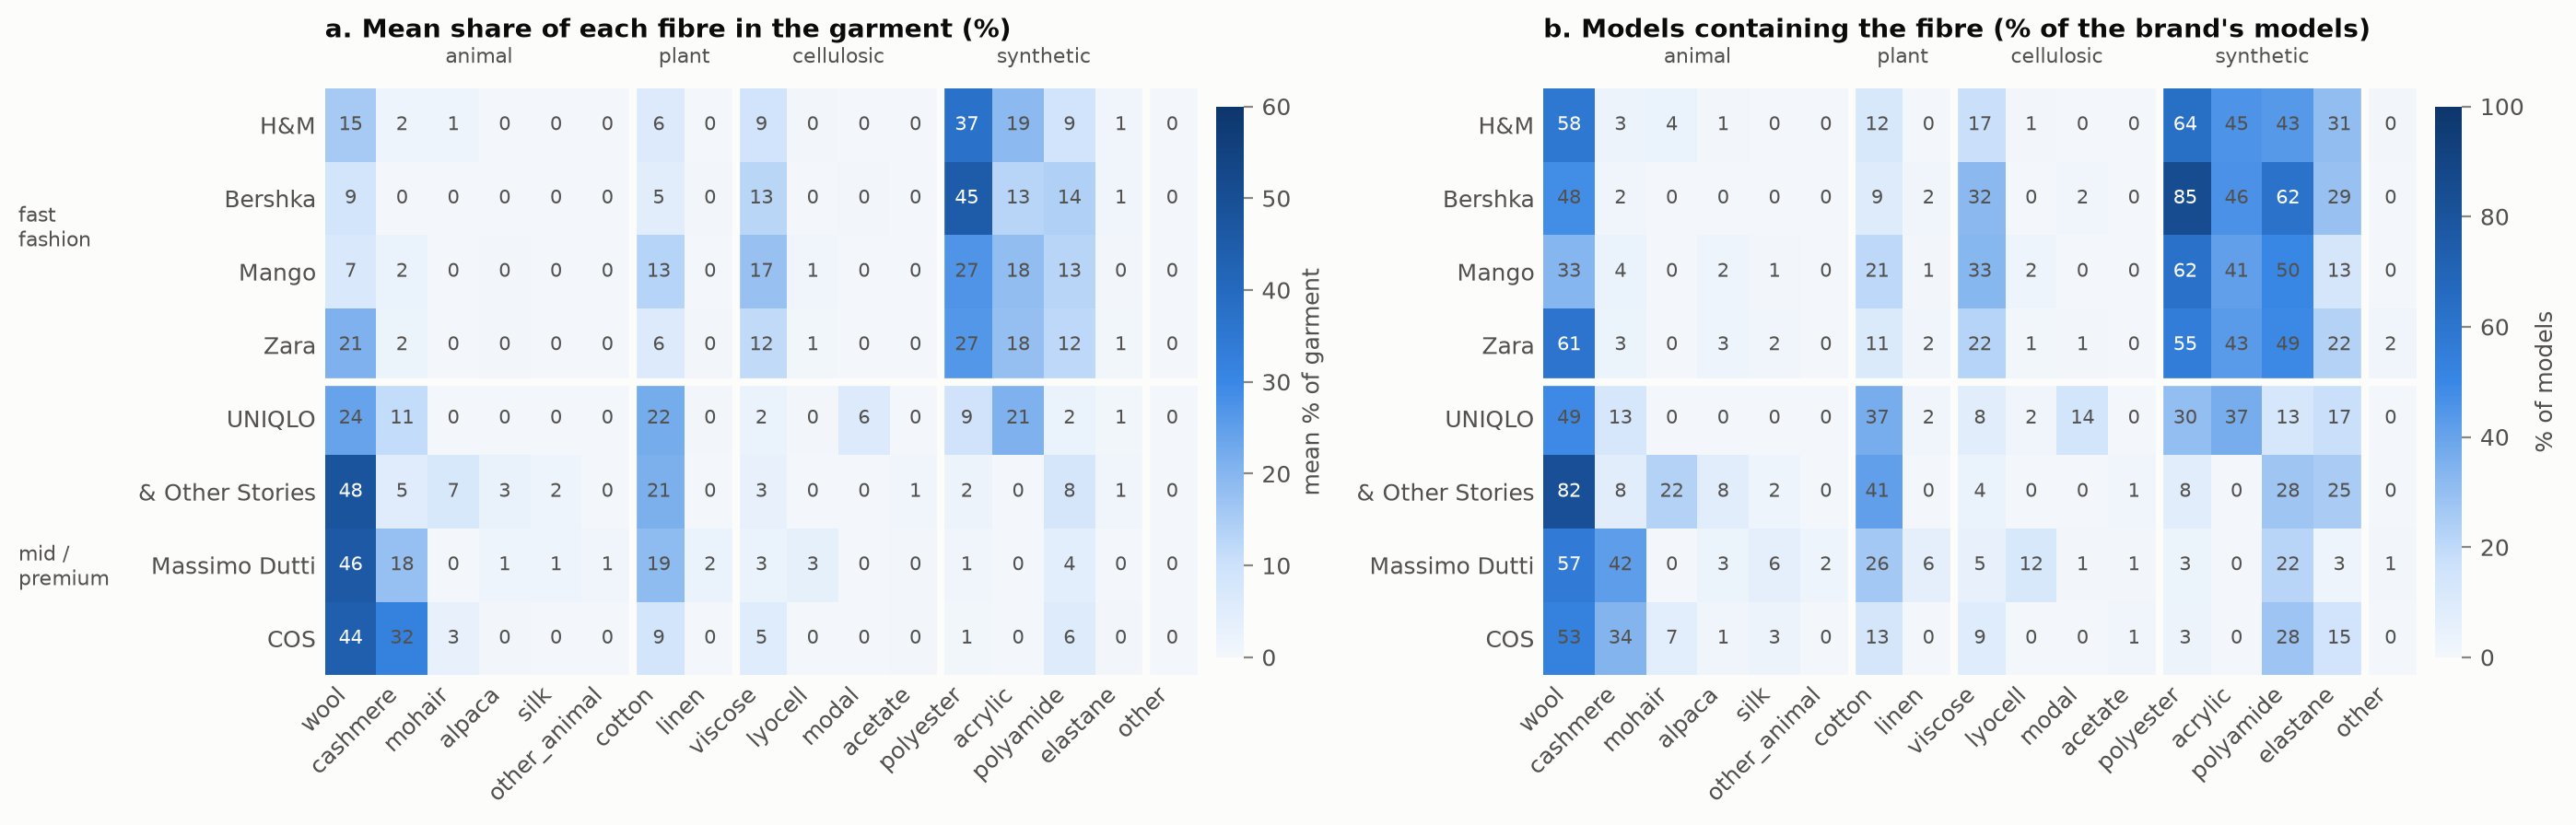 a. Mean share of each fibre in the garment (%)
animal plant cellulosic synthetic
fast
fashion
mid /
premium
H&M 15 2 1 0 0 0 6 0 9 0 0 0 37 19 9 1 0
Bershka 9 0 0 0 0 0 5 0 13 0 0 0 45 13 14 1 0
Mango 7 2 0 0 0 0 13 0 17 1 0 0 27 18 13 0 0
Zara 21 2 0 0 0 0 6 0 12 1 0 0 27 18 12 1 0
UNIQLO 24 11 0 0 0 0 22 0 2 0 6 0 9 21 2 1 0
& Other Stories 48 5 7 3 2 0 21 0 3 0 0 1 2 0 8 1 0
Massimo Dutti 46 18 0 1 1 1 19 2 3 3 0 0 1 0 4 0 0
COS 44 32 3 0 0 0 9 0 5 0 0 0 1 0 6 0 0
wool cashmere mohair alpaca silk other_animal cotton linen viscose lyocell modal acetate polyester acrylic polyamide elastane other
60
50
40
30
20
10
0
mean % of garment
b. Models containing the fibre (% of the brand's models)
animal plant cellulosic synthetic
H&M 58 3 4 1 0 0 12 0 17 1 0 0 64 45 43 31 0
Bershka 48 2 0 0 0 0 9 2 32 0 2 0 85 46 62 29 0
Mango 33 4 0 2 1 0 21 1 33 2 0 0 62 41 50 13 0
Zara 61 3 0 3 2 0 11 2 22 1 1 0 55 43 49 22 2
UNIQLO 49 13 0 0 0 0 37 2 8 2 14 0 30 37 13 17 0
& Other Stories 82 8 22 8 2 0 41 0 4 0 0 1 8 0 28 25 0
Massimo Dutti 57 42 0 3 6 2 26 6 5 12 1 1 3 0 22 3 1
COS 53 34 7 1 3 0 13 0 9 0 0 1 3 0 28 15 0
wool cashmere mohair alpaca silk other_animal cotton linen viscose lyocell modal acetate polyester acrylic polyamide elastane other
100
80
60
40
20
0
% of models